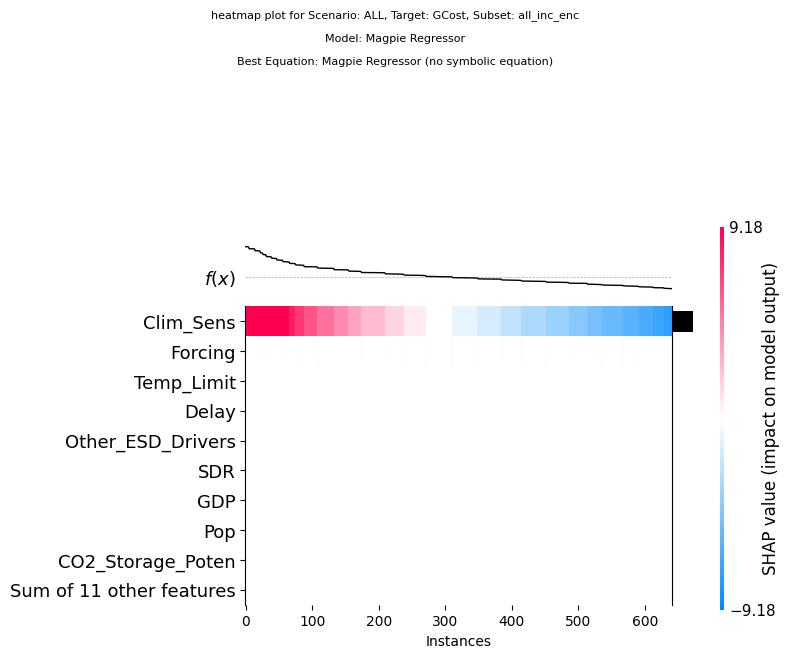 heatmap plot for Scenario: ALL, Target: GCost, Subset: all_inc_enc
Model: Magpie Regressor
Best Equation: Magpie Regressor (no symbolic equation)
9.18
f(x)
Clim_Sens
Forcing
Temp_Limit
Delay
Other_ESD_Drivers
SDR
GDP
Pop
CO2_Storage_Poten
Sum of 11 other features
SHAP value (impact on model output)
−9.18
0 100 200 300 400 500 600
Instances